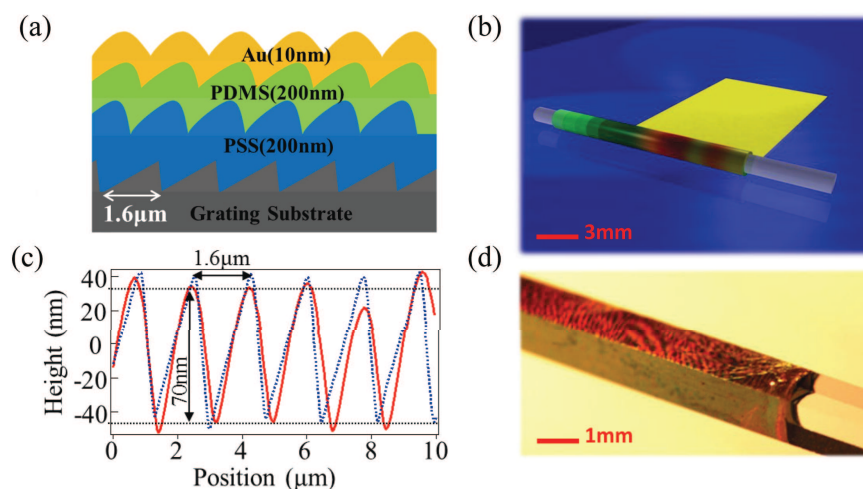 (a)
Au(10nm)
PDMS(200nm)
PSS(200nm)
1.6μm
Grating Substrate
(b)
3mm
(c)
1.6μm
70nm
40
20
0
-20
-40
Height (nm)
0
2
4
6
8
10
Position (μm)
(d)
1mm